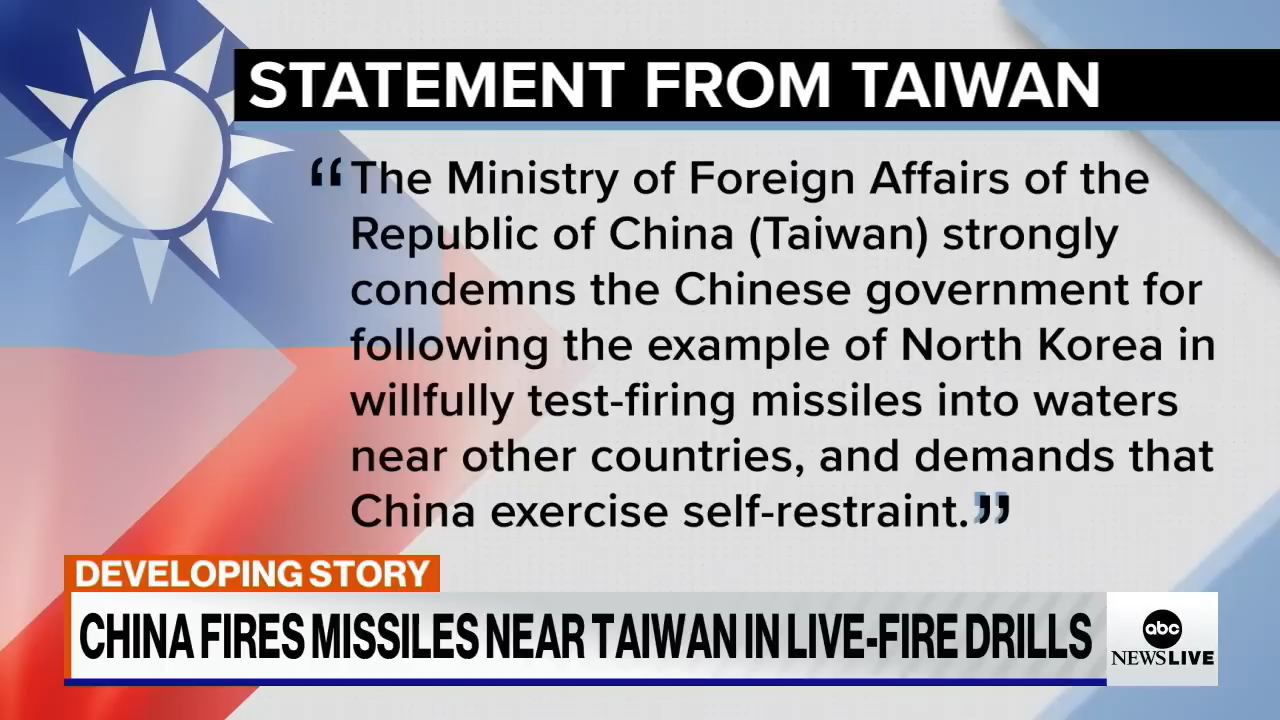 STATEMENT FROM TAIWAN
“The Ministry of Foreign Affairs of the
Republic of China (Taiwan) strongly
condemns the Chinese government for
following the example of North Korea in
willfully test-firing missiles into waters
near other countries, and demands that
China exercise self-restraint.”
DEVELOPING STORY
CHINA FIRES MISSILES NEAR TAIWAN IN LIVE-FIRE DRILLS
abc
NEWS LIVE